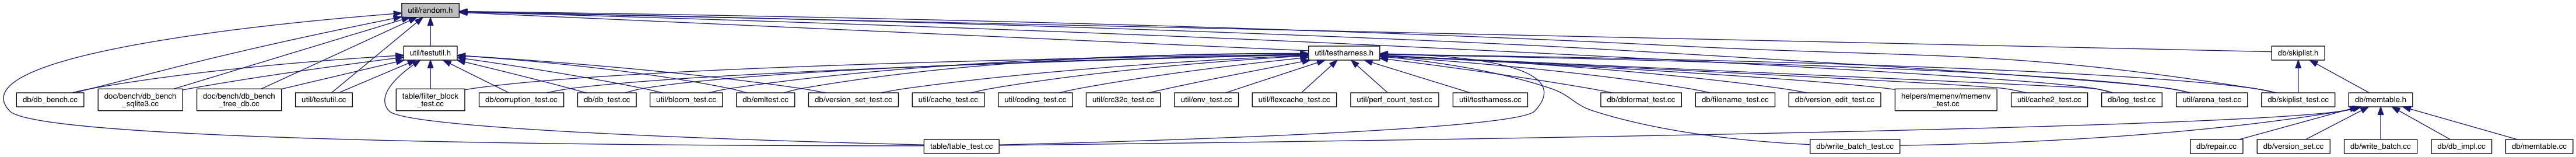 util/random.h
util/testutil.h
util/testharness.h
db/skiplist.h
db/db_bench.cc
doc/bench/db_bench
_sqlite3.cc
doc/bench/db_bench
_tree_db.cc
util/testutil.cc
table/filter_block
_test.cc
db/corruption_test.cc
db/db_test.cc
util/bloom_test.cc
db/emltest.cc
db/version_set_test.cc
util/cache_test.cc
util/coding_test.cc
util/crc32c_test.cc
util/env_test.cc
util/flexcache_test.cc
util/perf_count_test.cc
util/testharness.cc
db/dbformat_test.cc
db/filename_test.cc
db/version_edit_test.cc
helpers/memenv/memenv
_test.cc
util/cache2_test.cc
db/log_test.cc
util/arena_test.cc
db/skiplist_test.cc
db/memtable.h
table/table_test.cc
db/write_batch_test.cc
db/repair.cc
db/version_set.cc
db/write_batch.cc
db/db_impl.cc
db/memtable.cc